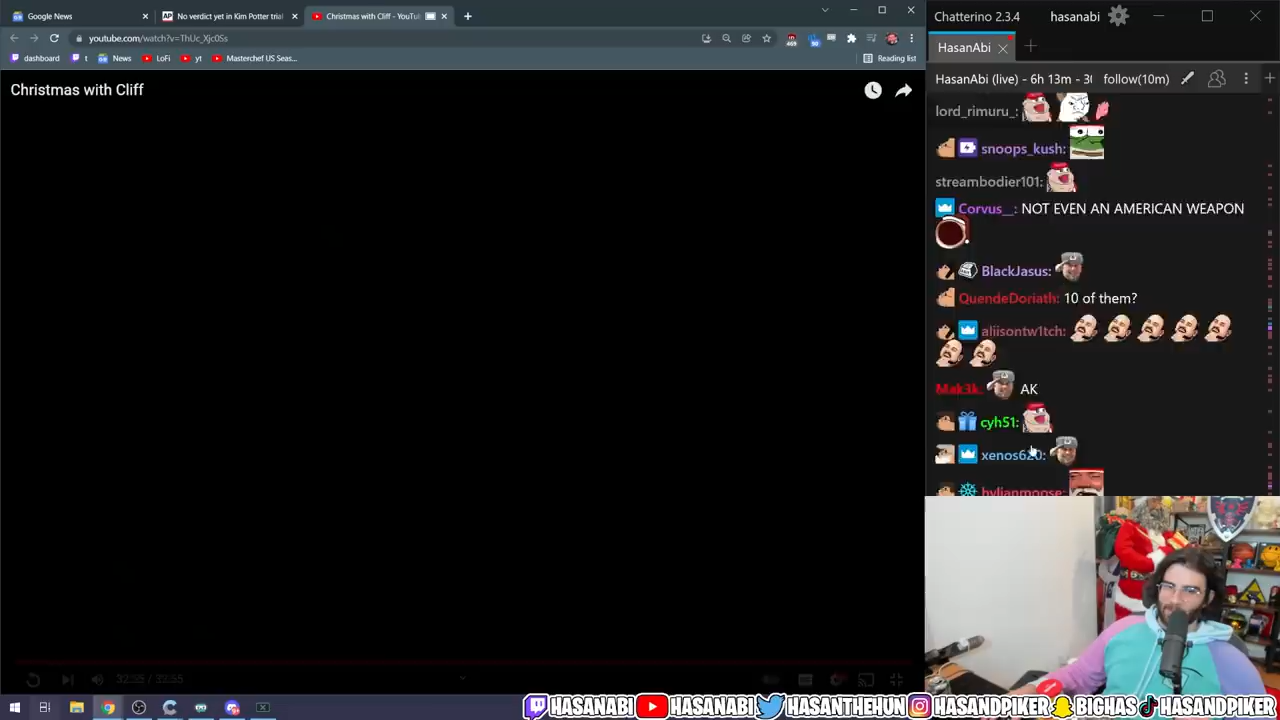 Google News
No verdict yet in Kim Potter trial
Christmas with Cliff - YouTu
youtube.com/watch?v=ThUc_Xjc0Ss
dashboard
t
News
LoFi
yt
Masterchef US Seas...
Reading list
Christmas with Cliff
Chatterino 2.3.4
hasanabi
HasanAbi
HasanAbi (live) - 6h 13m - 30
follow(10m)
lord_rimuru_:
snoops_kush:
streambodier101:
Corvus__: NOT EVEN AN AMERICAN WEAPON
BlackJasus:
QuendeDoriath: 10 of them?
aliisontw1tch:
Mak3k: AK
cyh51:
xenos620:
hylianmoose:
HASANABI
HASANABI
HASANTHEHUN
HASANDPIKER
BIGHAS
HASANDPIKER